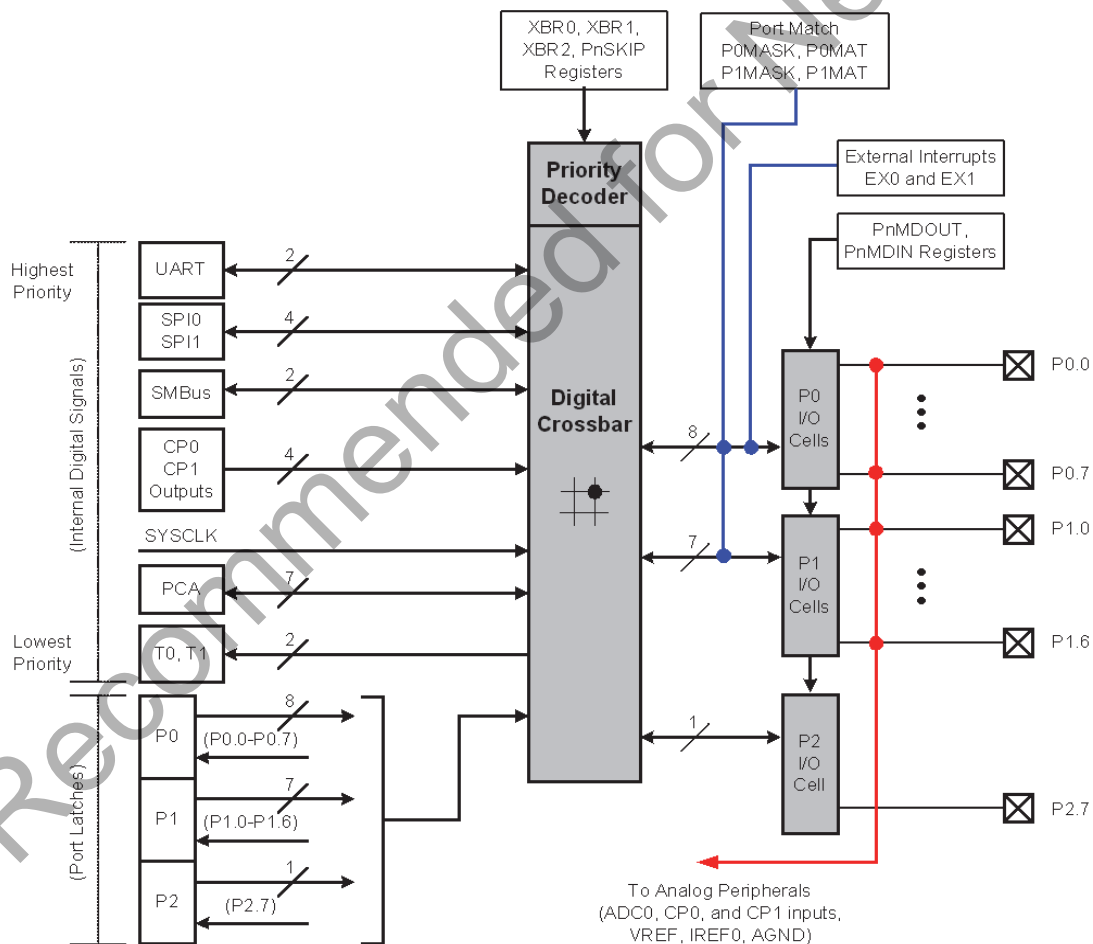 XBR0, XBR1,
XBR2, PnSKIP
Registers
Port Match
P0MASK, P0MAT
P1MASK, P1MAT
External Interrupts
EX0 and EX1
Priority
Decoder
PnMDOUT,
PnMDIN Registers
Highest
Priority
UART
2
SPI0
SPI1
4
SMBus
2
Digital
Crossbar
CP0
CP1
Outputs
4
SYSCLK
PCA
7
Lowest
Priority
T0, T1
2
(Internal Digital Signals)
8
P0
I/O
Cells
P0.0
P0.7
7
P1
I/O
Cells
P1.0
P1.6
1
P2
I/O
Cell
P2.7
(Port Latches)
P0
8
(P0.0-P0.7)
P1
7
(P1.0-P1.6)
P2
1
(P2.7)
To Analog Peripherals
(ADC0, CP0, and CP1 inputs,
VREF, IREF0, AGND)
Recommended for